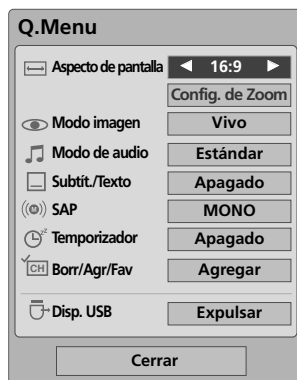 Q.Menu
Aspecto de pantalla ◄ 16:9 ►
Config. de Zoom
Modo imagen Vivo
Modo de audio Estándar
Subtít./Texto Apagado
SAP MONO
Temporizador Apagado
CH Borr/Agr/Fav Agregar
Disp. USB Expulsar
Cerrar